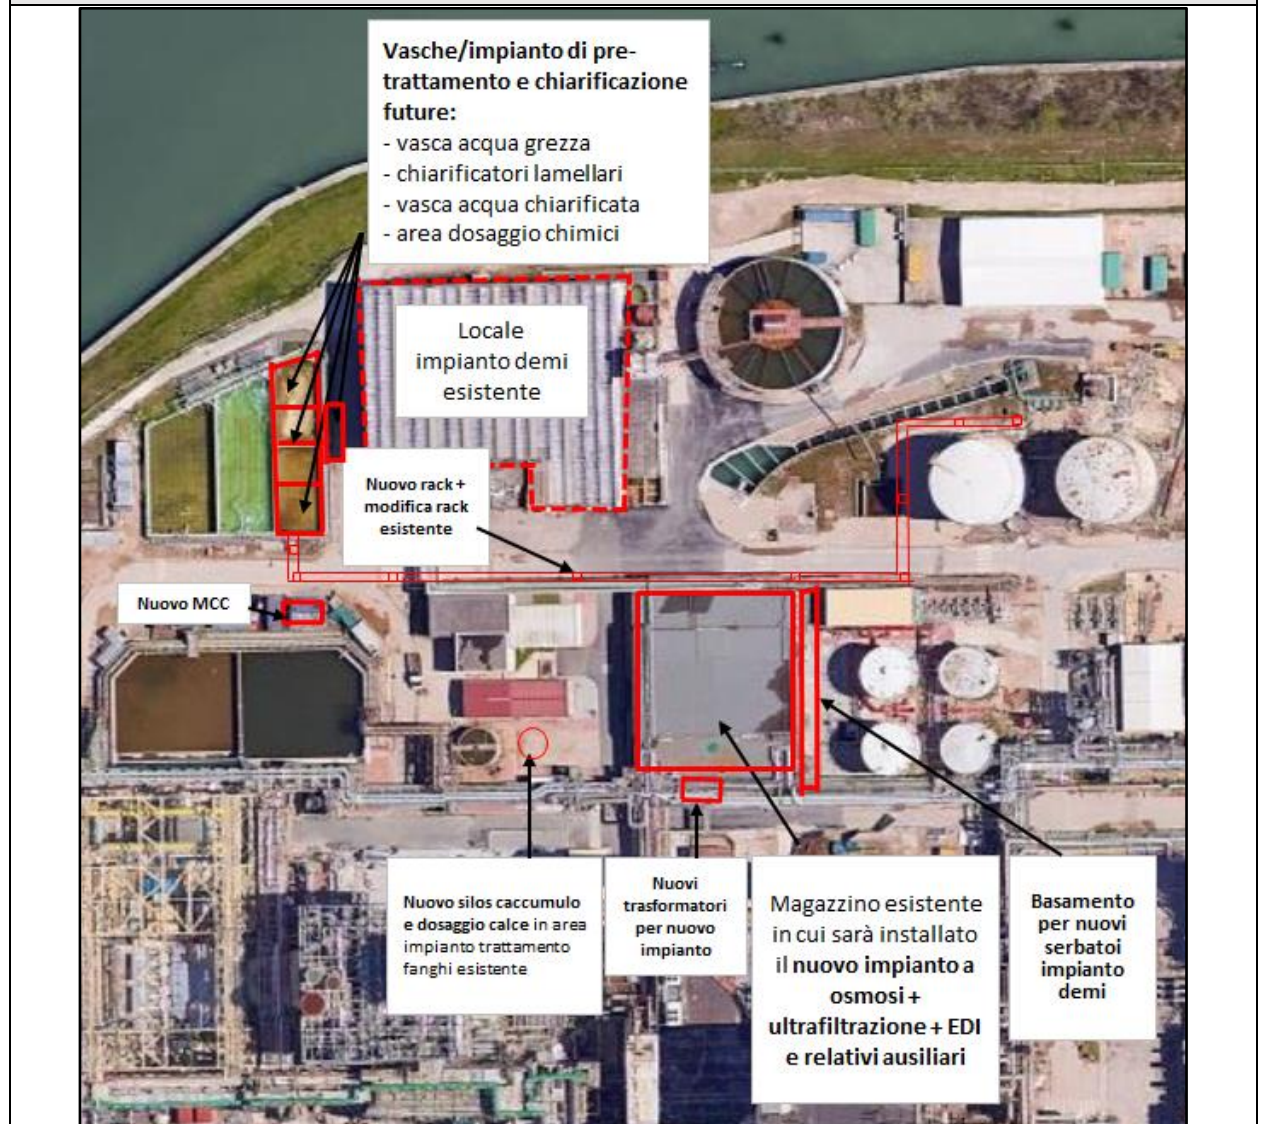 Vasche/impianto di pre-
trattamento e chiarificazione
future:
- vasca acqua grezza
- chiarificatori lamellari
- vasca acqua chiarificata
- area dosaggio chimici
Locale
impianto demi
esistente
Nuovo rack +
modifica rack
esistente
Nuovo MCC
Nuovo silos caccumulo
e dosaggio calce in area
impianto trattamento
fanghi esistente
Nuovi
trasformatori
per nuovo
impianto
Magazzino esistente
in cui sarà installato
il nuovo impianto a
osmosi +
ultrafiltrazione + EDI
e relativi ausiliari
Basamento
per nuovi
serbatoi
impianto
demi